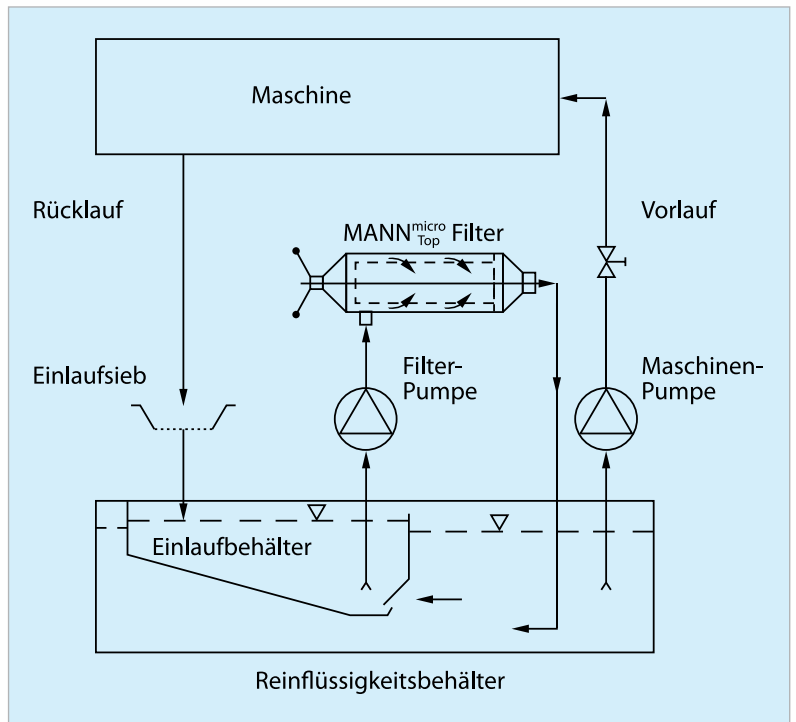 Maschine
Rücklauf
Vorlauf
MANN micro Top Filter
Einlaufsieb
Filter-
Pumpe
Maschinen-
Pumpe
Einlaufbehälter
Reinflüssigkeitsbehälter